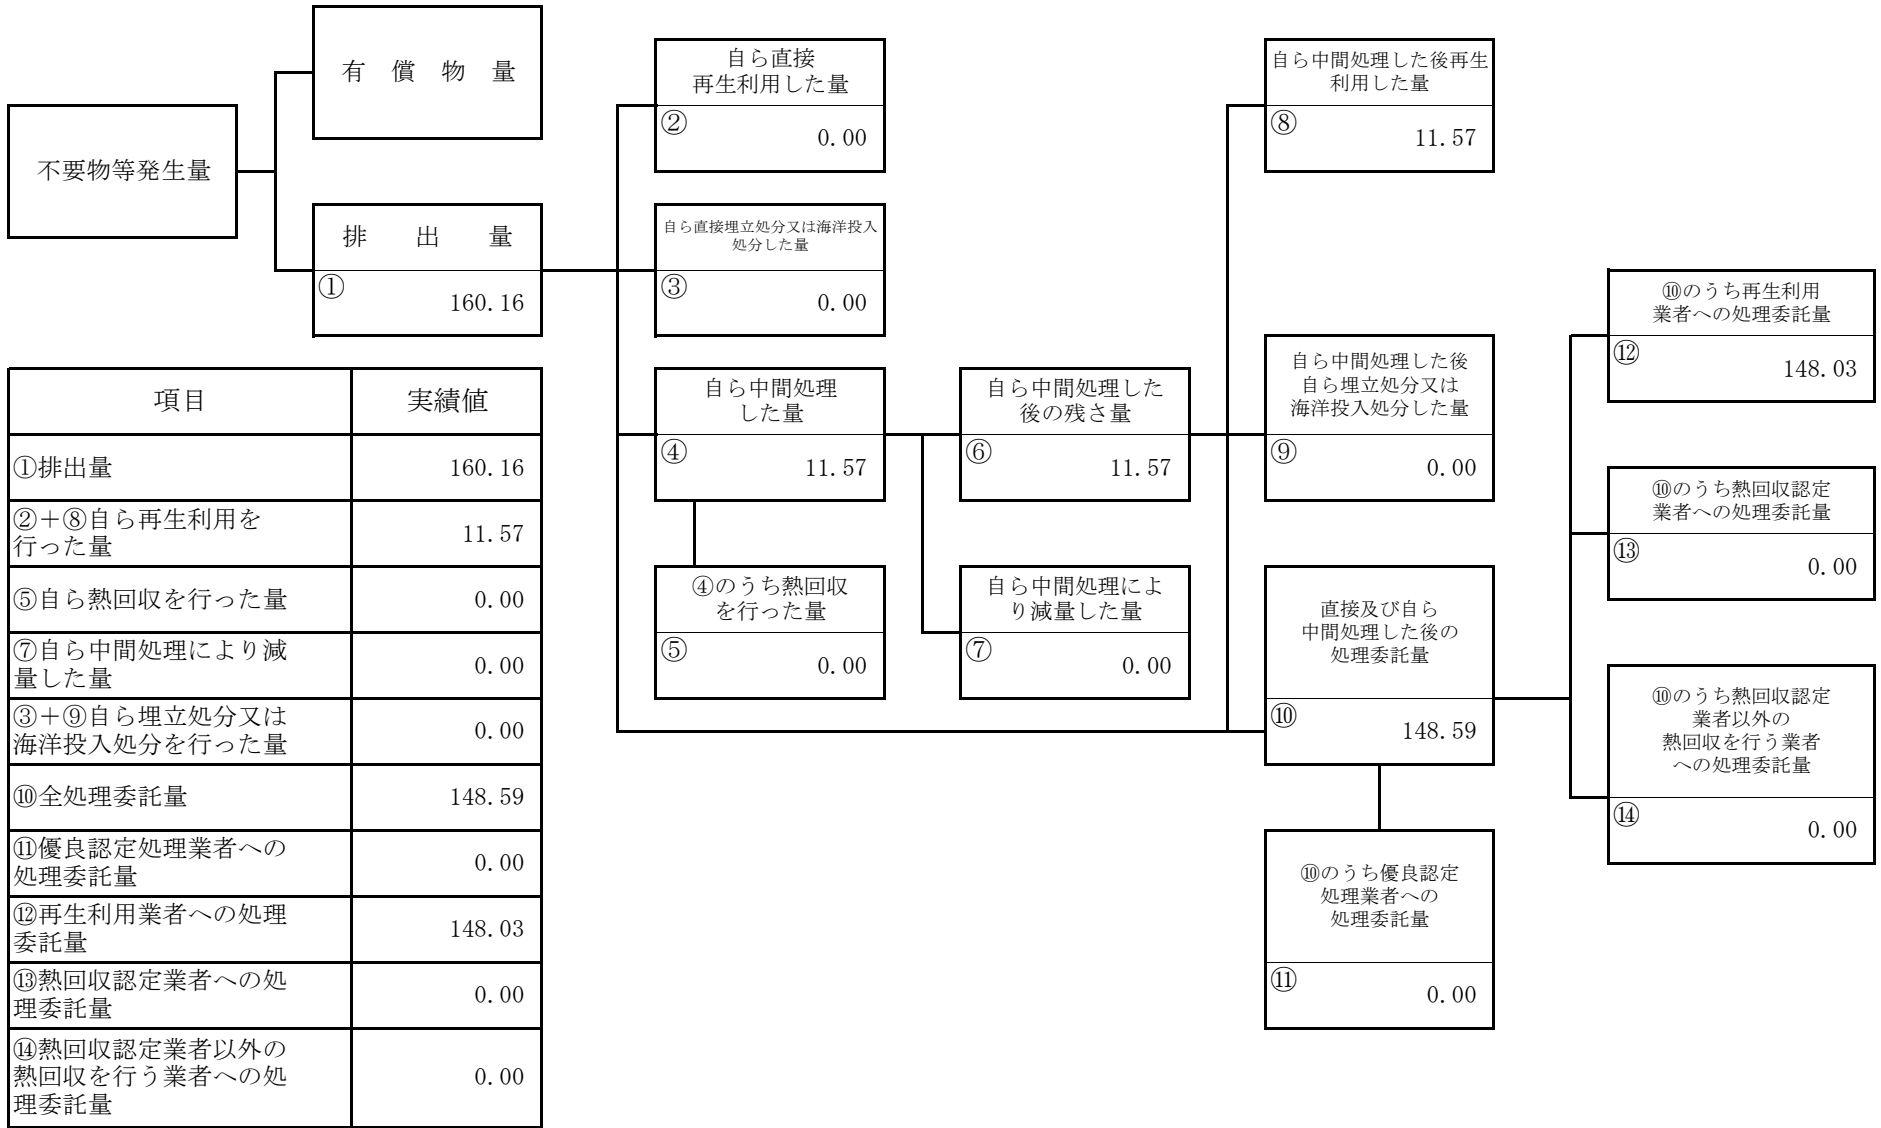 不要物等発生量
有 償 物 量
排 出 量
①
160.16
自ら直接
再生利用した量
②
0.00
自ら直接埋立処分又は海洋投入
処分した量
③
0.00
自ら中間処理
した量
④
11.57
④のうち熱回収
を行った量
⑤
0.00
自ら中間処理した
後の残さ量
⑥
11.57
自ら中間処理によ
り減量した量
⑦
0.00
自ら中間処理した後再生
利用した量
⑧
11.57
自ら中間処理した後
自ら埋立処分又は
海洋投入処分した量
⑨
0.00
直接及び自ら
中間処理した後の
処理委託量
⑩
148.59
⑩のうち優良認定
処理業者への
処理委託量
⑪
0.00
⑩のうち再生利用
業者への処理委託量
⑫
148.03
⑩のうち熱回収認定
業者への処理委託量
⑬
0.00
⑩のうち熱回収認定
業者以外の
熱回収を行う業者
への処理委託量
⑭
0.00
項目 実績値
①排出量 160.16
②＋⑧自ら再生利用を
行った量 11.57
⑤自ら熱回収を行った量 0.00
⑦自ら中間処理により減
量した量 0.00
③＋⑨自ら埋立処分又は
海洋投入処分を行った量 0.00
⑩全処理委託量 148.59
⑪優良認定処理業者への
処理委託量 0.00
⑫再生利用業者への処理
委託量 148.03
⑬熱回収認定業者への処
理委託量 0.00
⑭熱回収認定業者以外の
熱回収を行う業者への処
理委託量 0.00